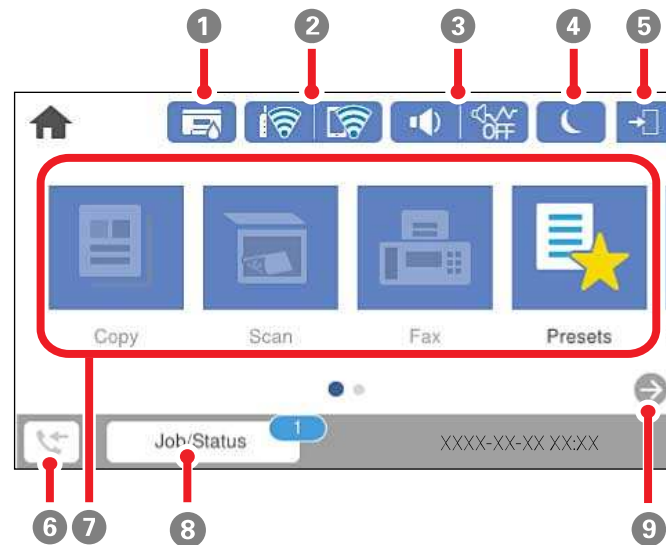 1 2 3 4 5
OFF
Copy Scan Fax Presets
1
Job/Status XXXX-XX-XX XX:XX
6 7 8 9